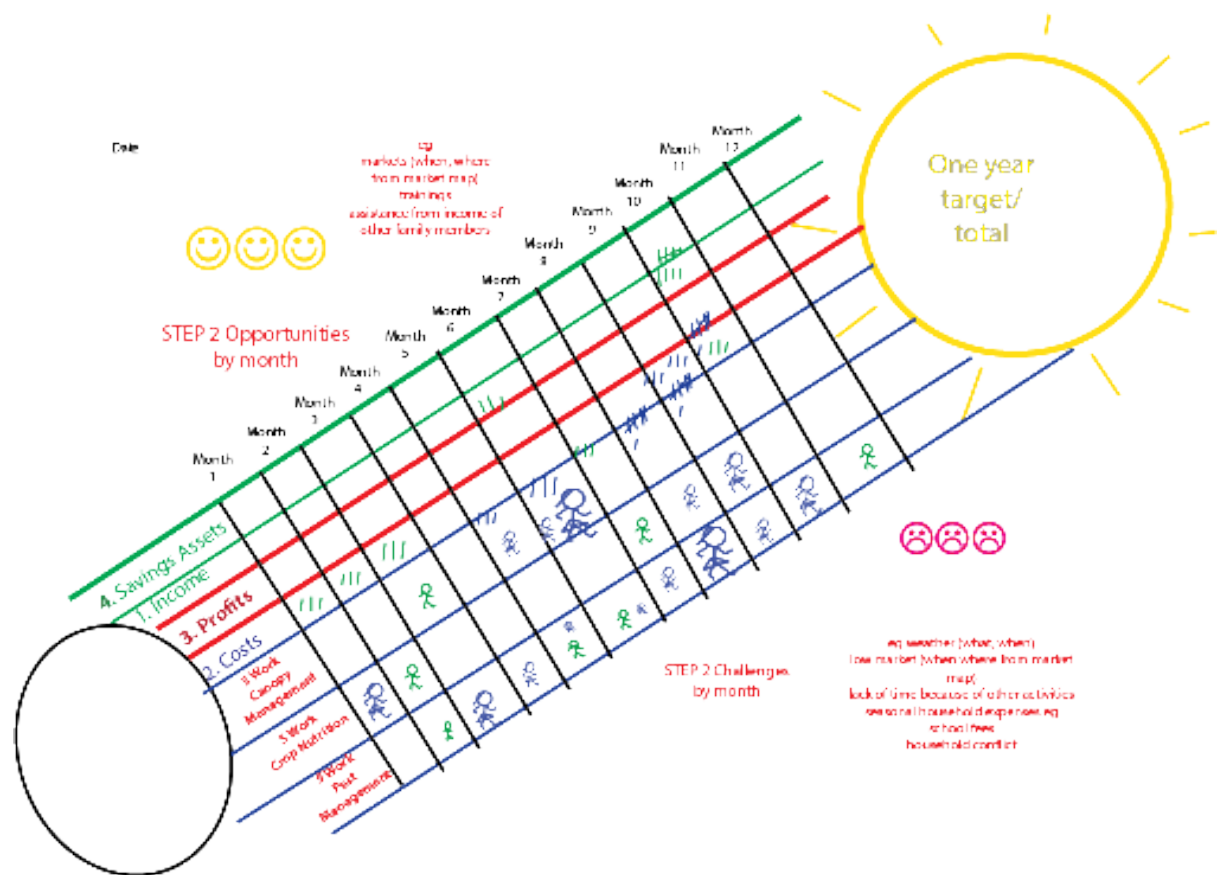 Date
eg
markets (when, where
from market map)
trainings
assistance from income of
other family members
STEP 2 Opportunities
by month
Month
1
Month
2
Month
3
Month
4
Month
5
Month
6
Month
7
Month
8
Month
9
Month
10
Month
11
Month
12
One year
target/
total
4. Savings Assets
1. Income
3. Profits
2. Costs
5 Work
Canopy
Management
5 Work
Crop Nutrition
5 Work
Pest
Management
STEP 2 Challenges
by month
eg weather (what, when)
low market (when where from market
map)
lack of time because of other activities
seasonal household expenses eg
school fees
household conflict